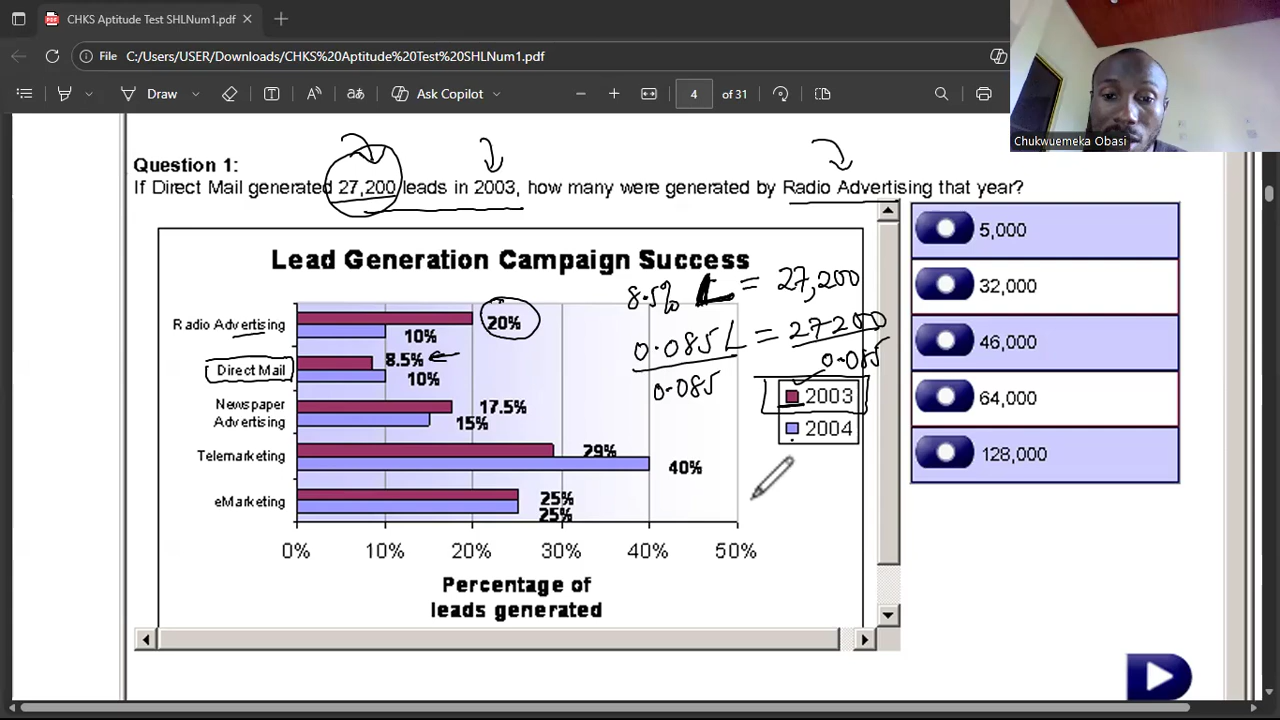 CHKS Aptitude Test SHLNum1.pdf
File C:/Users/USER/Downloads/CHKS%20Aptitude%20Test%20SHLNum1.pdf
Draw aあ Ask Copilot 4 of 31
Chukwuemeka Obasi
Question 1:
If Direct Mail generated 27,200 leads in 2003, how many were generated by Radio Advertising that year?
Lead Generation Campaign Success
8.5% L = 27,200
0.085L = 27200
0.085 0.085
Radio Advertising 20%
10%
Direct Mail 8.5%
10%
Newspaper Advertising 17.5%
15%
Telemarketing 29%
40%
eMarketing 25%
25%
2003
2004
0% 10% 20% 30% 40% 50%
Percentage of
leads generated
5,000
32,000
46,000
64,000
128,000